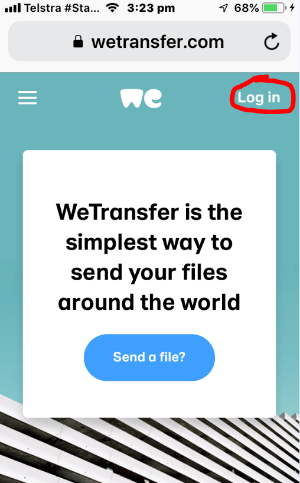 Telstra #Sta... 3:23 pm 68%
wetransfer.com
we Log in
WeTransfer is the
simplest way to
send your files
around the world
Send a file?